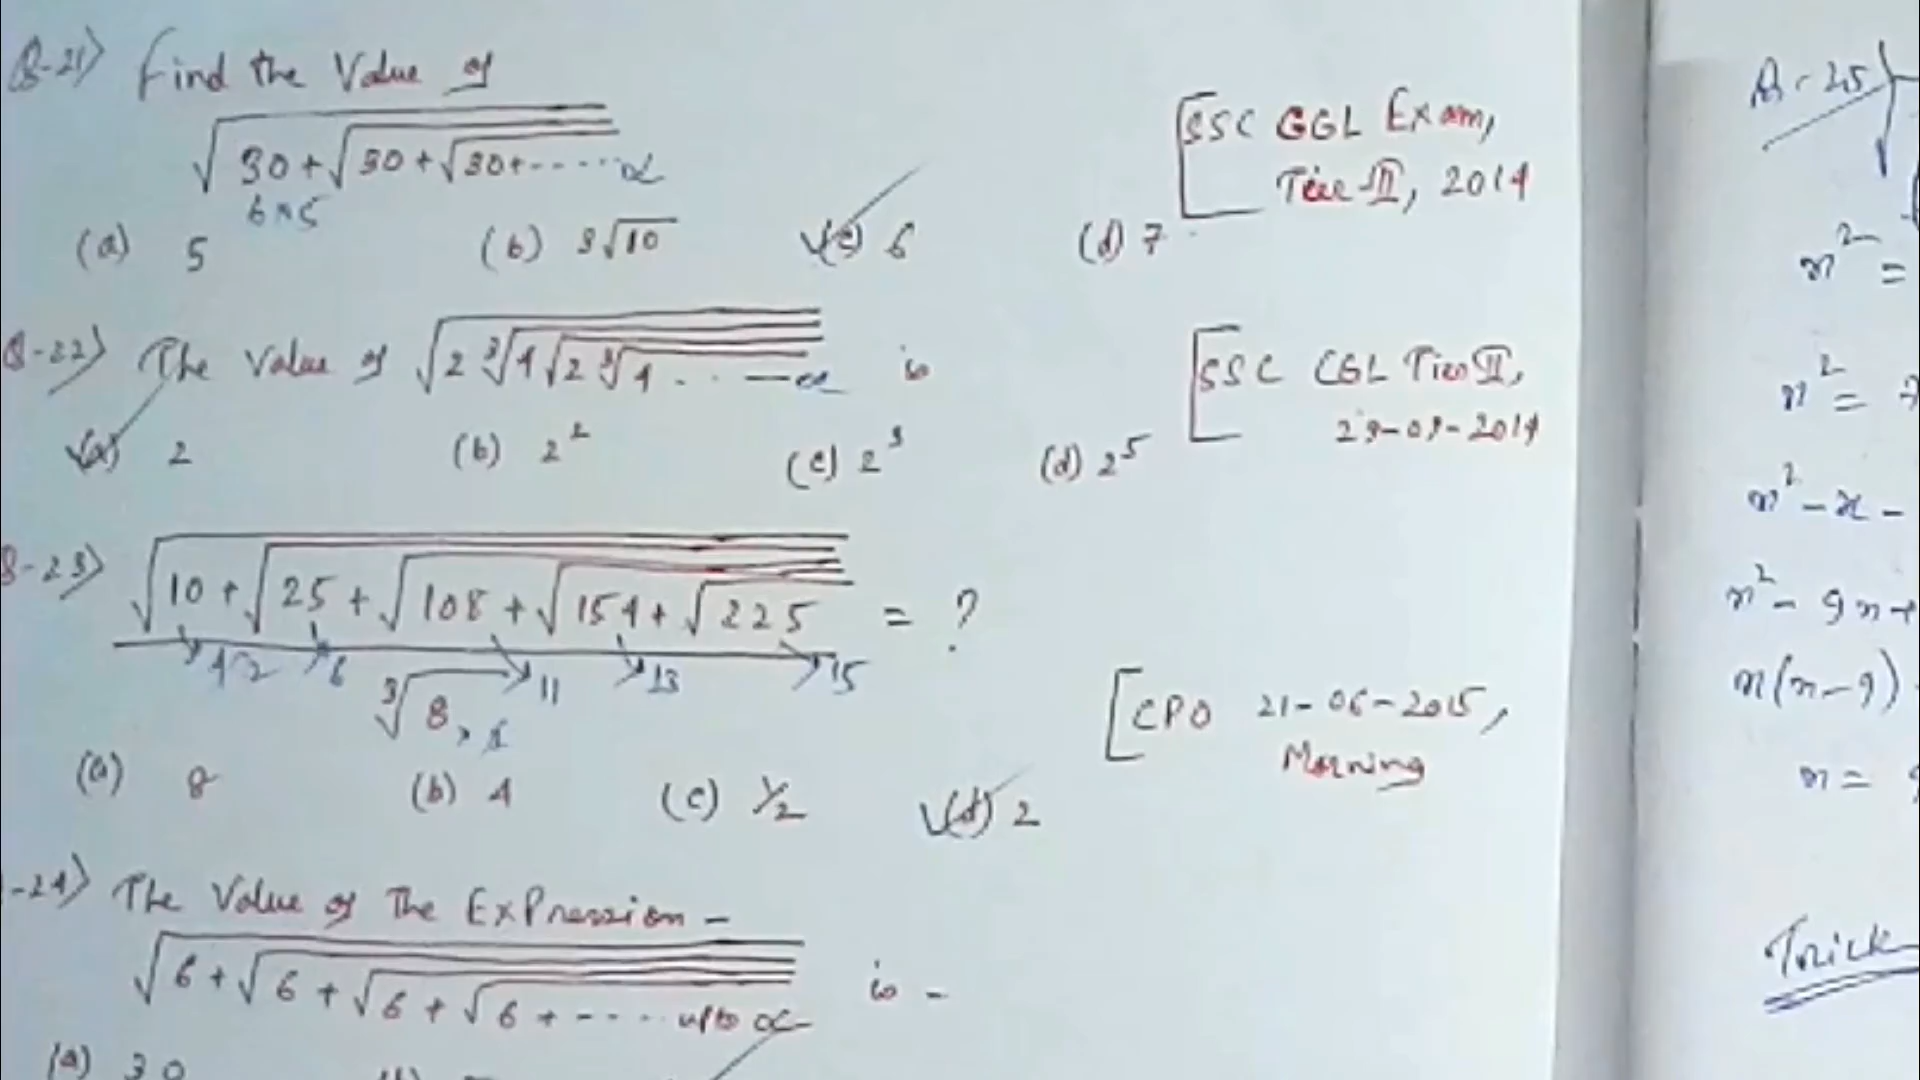 Q-21) Find the Value of
√30+√30+√30+-----∝
6×5
(a) 5 (b) 3√10 (c) 6 (d) 7
[SSC CGL Exam,
Tier-II, 2014
Q-22) The Value of √2 ∛4 √2 ∛4 . . —∝ is
(a) 2 (b) 2² (c) 2³ (d) 2⁵
[SSC CGL Tier II,
Q-23) √10 + √25 + √108 + √154 + √225 = ?
6 11 13 15
∛8
(a) 8 (b) 4 (c) 1/2 (d) 2
[CPO 21-06-2015,
Morning
-24) The Value of The Expression -
√6 + √6 + √6 + √6 + ---- upto ∝ is -
(a) 30
Q-25
x² =
x² =
x² - x -
x² - 9x+
x(x-9)
x =
Trick